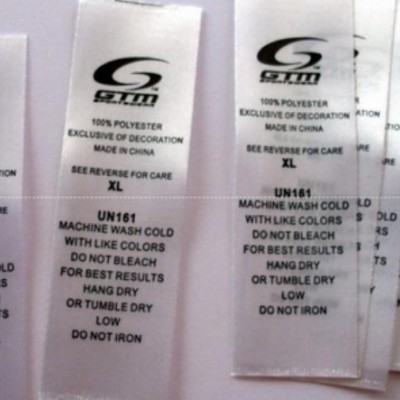 GTM
SPORTSWEAR
100% POLYESTER
EXCLUSIVE OF DECORATION
MADE IN CHINA
SEE REVERSE FOR CARE
XL
UN161
MACHINE WASH COLD
WITH LIKE COLORS
DO NOT BLEACH
FOR BEST RESULTS
HANG DRY
OR TUMBLE DRY
LOW
DO NOT IRON
GTM
SPORTSWEAR
100% POLYESTER
EXCLUSIVE OF DECORATION
MADE IN CHINA
SEE REVERSE FOR CARE
XL
UN161
MACHINE WASH COLD
WITH LIKE COLORS
DO NOT BLEACH
FOR BEST RESULTS
HANG DRY
OR TUMBLE DRY
LOW
DO NOT IRON